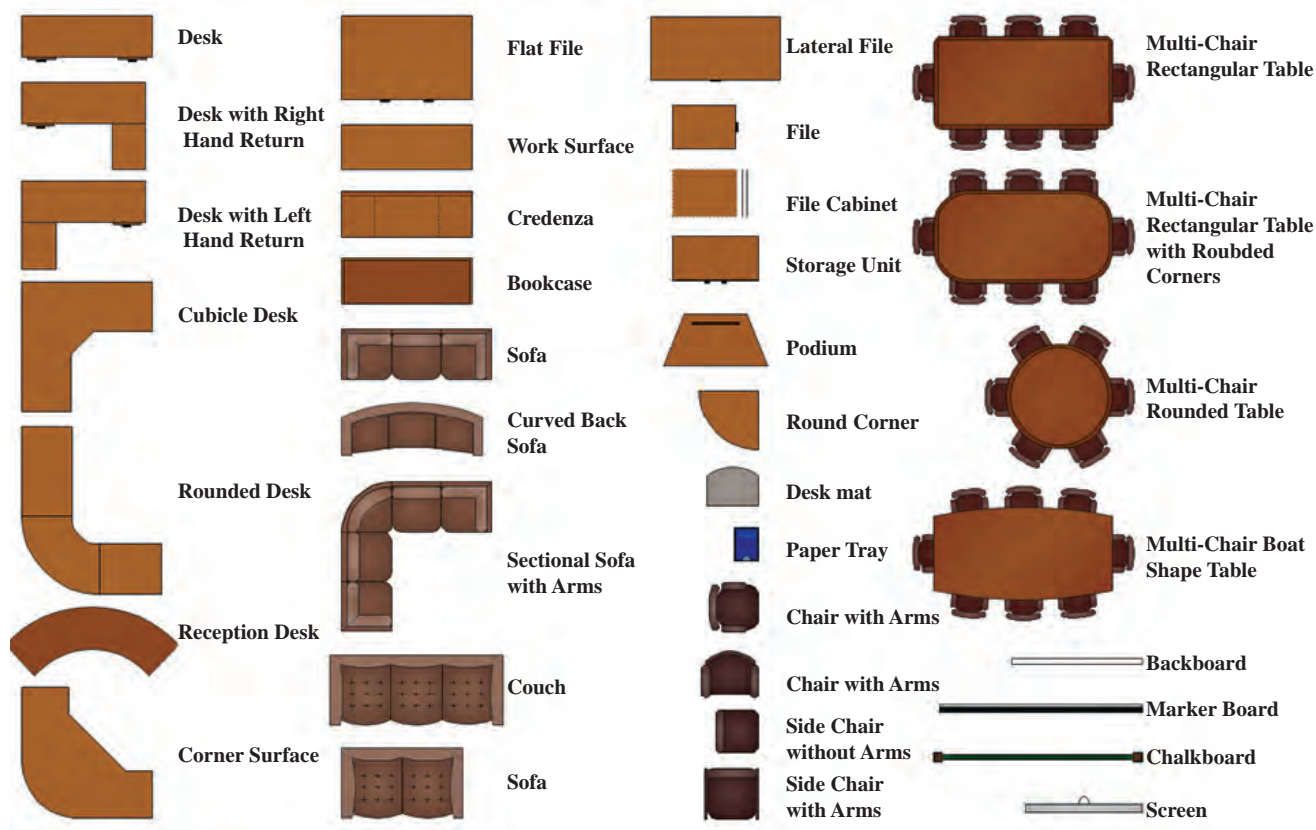 Desk
Desk with Right
Hand Return
Desk with Left
Hand Return
Cubicle Desk
Rounded Desk
Reception Desk
Corner Surface
Flat File
Work Surface
Credenza
Bookcase
Sofa
Curved Back
Sofa
Sectional Sofa
with Arms
Couch
Sofa
Lateral File
File
File Cabinet
Storage Unit
Podium
Round Corner
Desk mat
Paper Tray
Chair with Arms
Chair with Arms
Side Chair
without Arms
Side Chair
with Arms
Multi-Chair
Rectangular Table
Multi-Chair
Rectangular Table
with Roubded
Corners
Multi-Chair
Rounded Table
Multi-Chair Boat
Shape Table
Backboard
Marker Board
Chalkboard
Screen